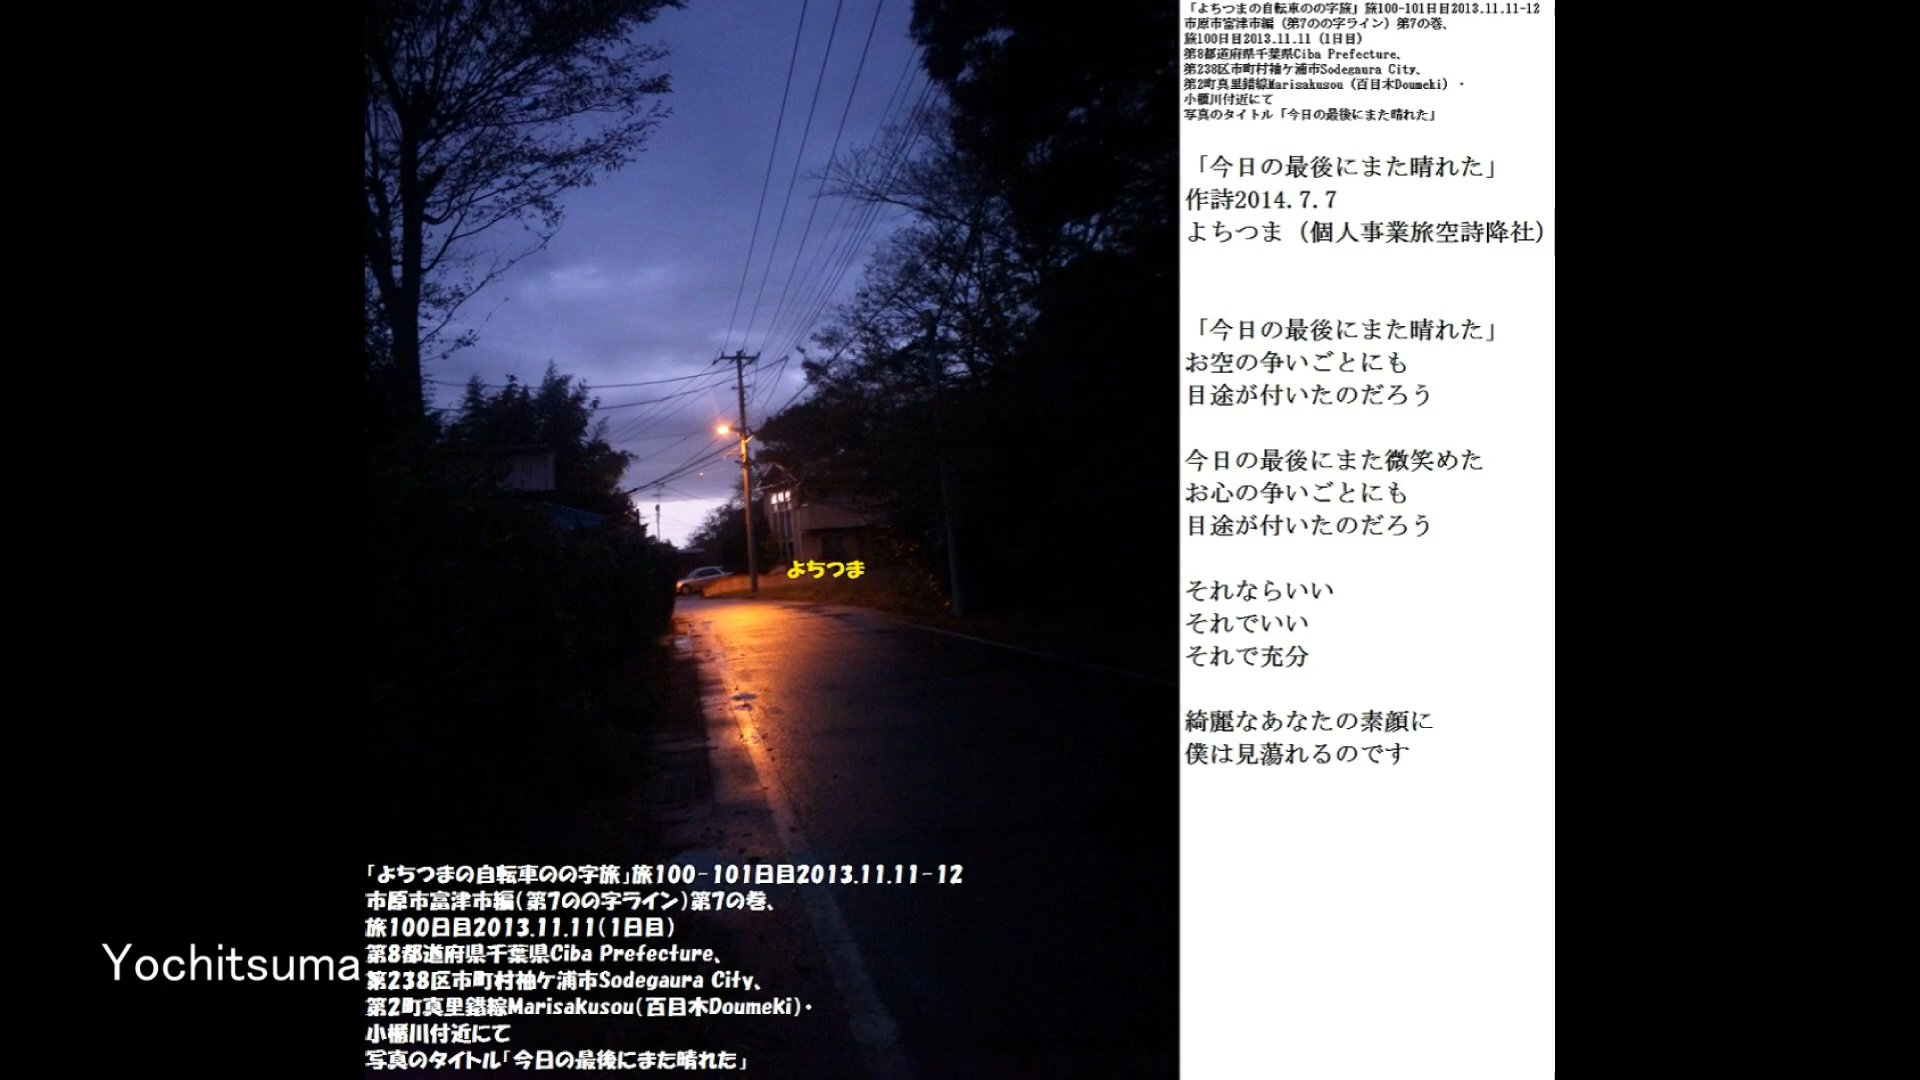 「よちつまの自転車のの字旅」旅100-101日目2013.11.11-12
市原市富津市編（第7のの字ライン）第7の巻、
旅100日目2013.11.11（1日目）
第8都道府県千葉県Ciba Prefecture、
第238区市町村袖ケ浦市Sodegaura City、
第2町真里錯綜Marisakusou（百目木Doumeki）・
小櫃川付近にて
写真のタイトル「今日の最後にまた晴れた」
「今日の最後にまた晴れた」
作詩2014.7.7
よちつま（個人事業旅空詩降社）
「今日の最後にまた晴れた」
お空の争いごとにも
目途が付いたのだろう
今日の最後にまた微笑めた
お心の争いごとにも
目途が付いたのだろう
それならいい
それでいい
それで充分
綺麗なあなたの素顔に
僕は見蕩れるのです
よちつま
「よちつまの自転車のの字旅」旅100-101日目2013.11.11-12
市原市富津市編（第7のの字ライン）第7の巻、
旅100日目2013.11.11（1日目）
第8都道府県千葉県Ciba Prefecture、
第238区市町村袖ケ浦市Sodegaura City、
第2町真里錯綜Marisakusou（百目木Doumeki）・
小櫃川付近にて
写真のタイトル「今日の最後にまた晴れた」
Yochitsuma